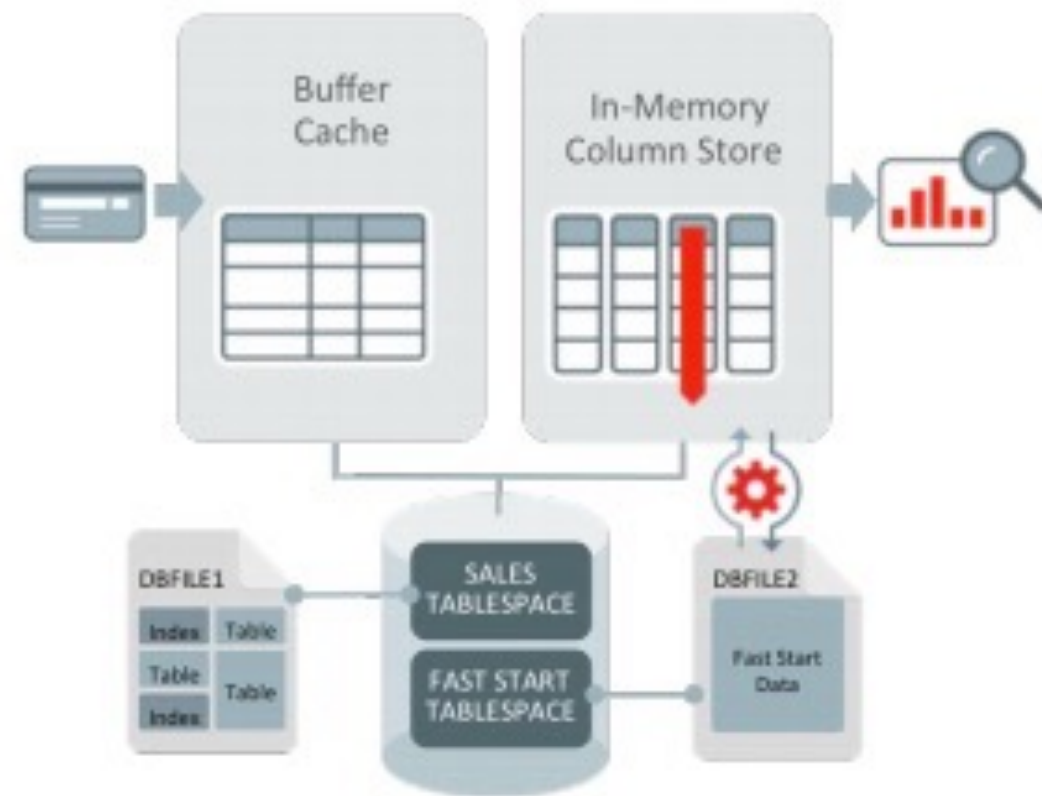 Buffer
Cache
In-Memory
Column Store
DBFILE1
Index Table
Table
Table
Index
SALES
TABLESPACE
FAST START
TABLESPACE
DBFILE2
Fast Start
Data